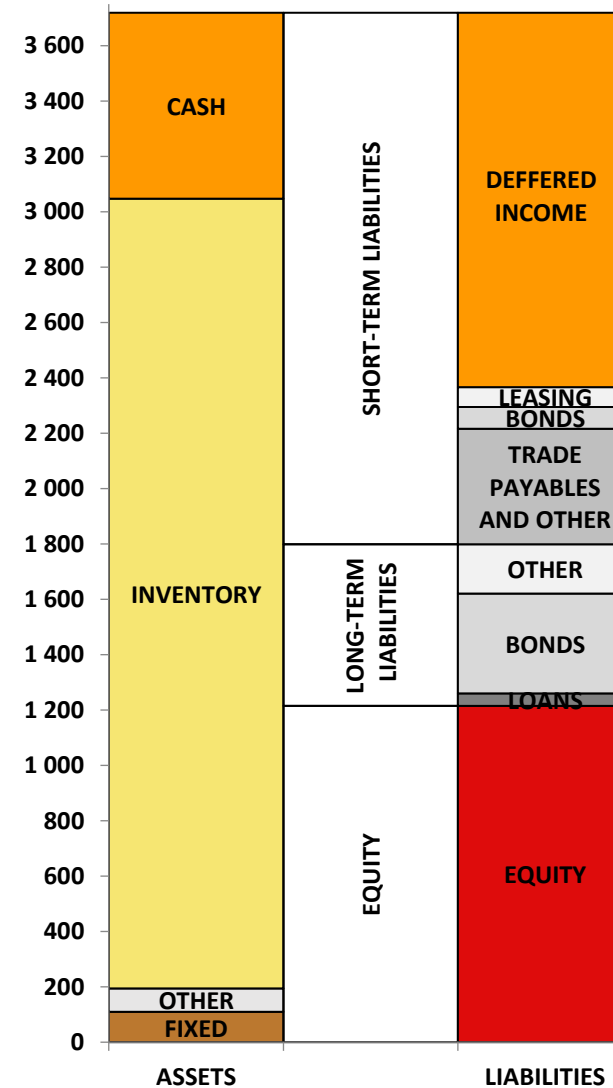 3 600
3 400
3 200
3 000
2 800
2 600
2 400
2 200
2 000
1 800
1 600
1 400
1 200
1 000
800
600
400
200
0
CASH
INVENTORY
OTHER
FIXED
ASSETS
SHORT-TERM LIABILITIES
LONG-TERM
LIABILITIES
EQUITY
DEFFERED
INCOME
LEASING
BONDS
TRADE
PAYABLES
AND OTHER
OTHER
BONDS
LOANS
EQUITY
LIABILITIES